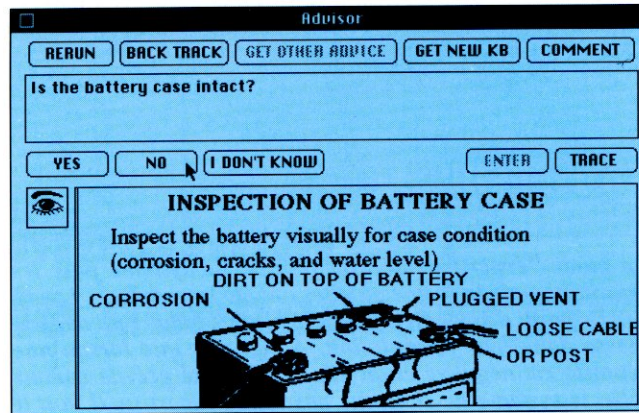 Advisor
RERUN BACK TRACK GET OTHER ADVICE GET NEW KB COMMENT
Is the battery case intact?
YES NO I DON'T KNOW ENTER TRACE
INSPECTION OF BATTERY CASE
Inspect the battery visually for case condition
(corrosion, cracks, and water level)
DIRT ON TOP OF BATTERY
CORROSION PLUGGED VENT
LOOSE CABLE
OR POST